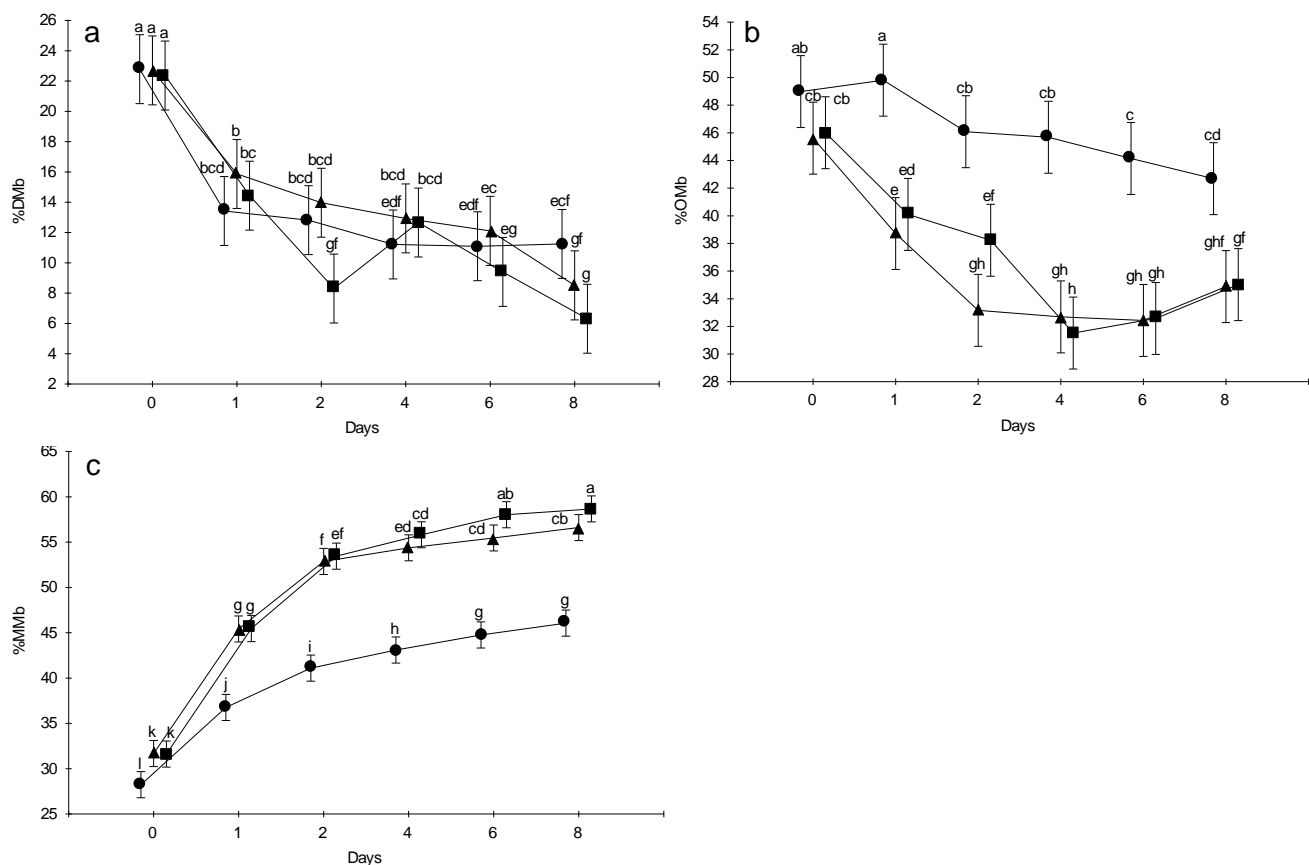 a
26
24
22
20
18
16
14
12
10
8
6
4
2
%DMb
a a a
bcd
b
bc
bcd
bcd
gf
edf
bcd
bcd
edf
ec
eg
ecf
gf
g
0 1 2 4 6 8
Days
b
54
52
50
48
46
44
42
40
38
36
34
32
30
28
%OMb
ab
cb
cb
a
e
ed
cb
gh
ef
cb
gh
h
c
gh
gh
cd
ghf
gf
0 1 2 4 6 8
Days
c
65
60
55
50
45
40
35
30
25
%MMb
l
k
k
j
g
g
i
f
ef
h
ed
cd
g
cd
ab
g
cb
a
0 1 2 4 6 8
Days